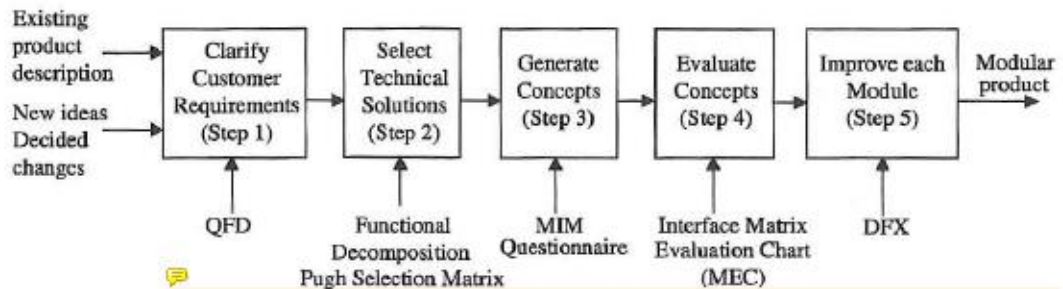 Existing
product
description
New ideas
Decided
changes
Clarify
Customer
Requirements
(Step 1)
Select
Technical
Solutions
(Step 2)
Generate
Concepts
(Step 3)
Evaluate
Concepts
(Step 4)
Improve each
Module
(Step 5)
Modular
product
QFD
Functional
Decomposition
Pugh Selection Matrix
MIM
Questionnaire
Interface Matrix
Evaluation Chart
(MEC)
DFX